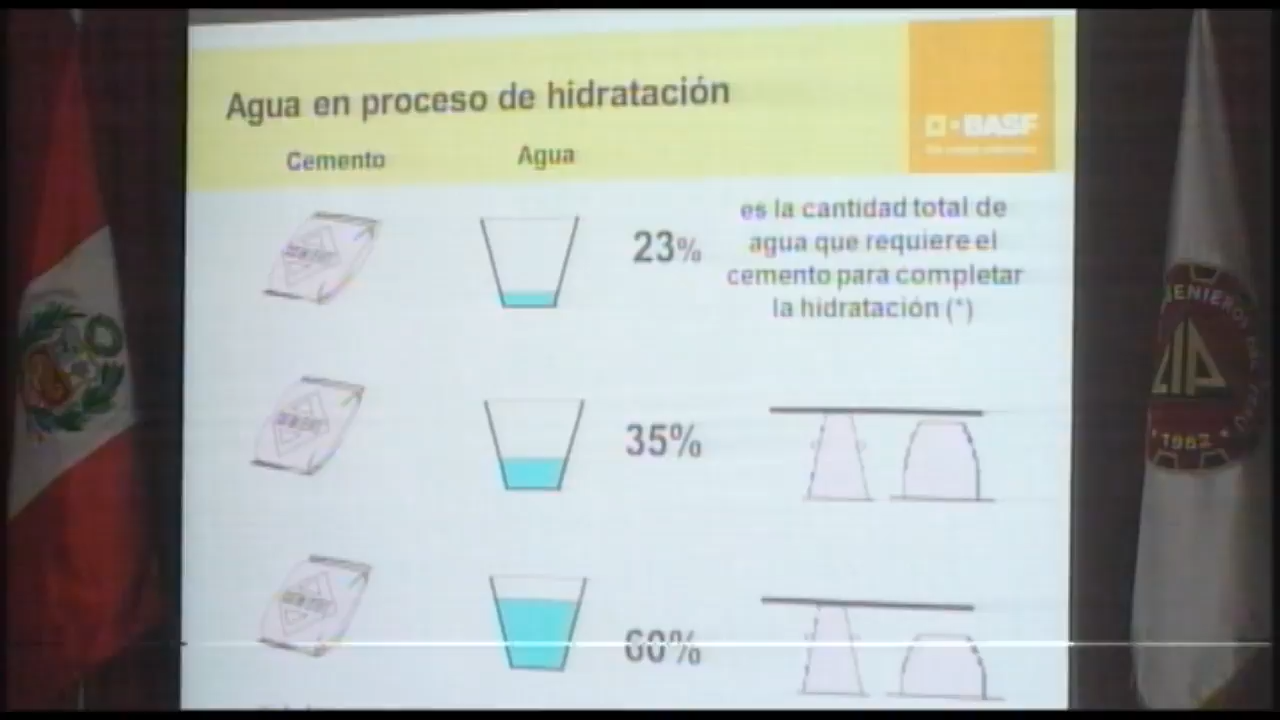 Agua en proceso de hidratación
BASF
Cemento
Agua
23%
es la cantidad total de
agua que requiere el
cemento para completar
la hidratación (*)
35%
60%
1962